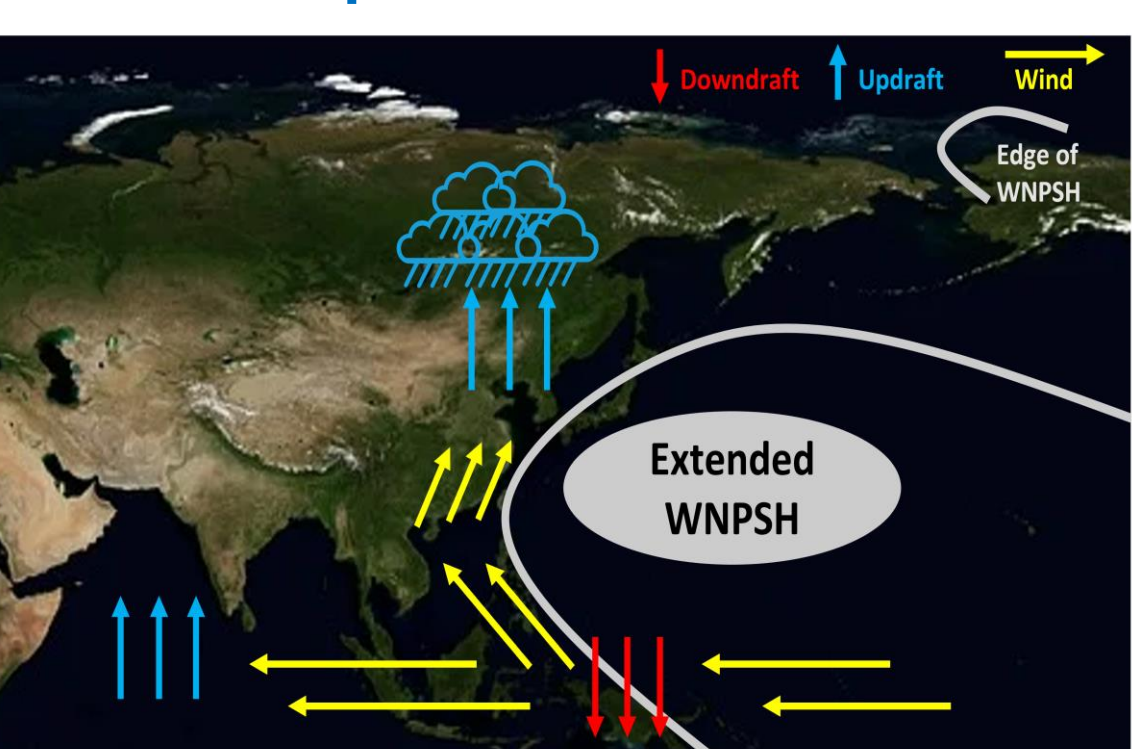 Downdraft
Updraft
Wind
Edge of
WNPSH
Extended
WNPSH